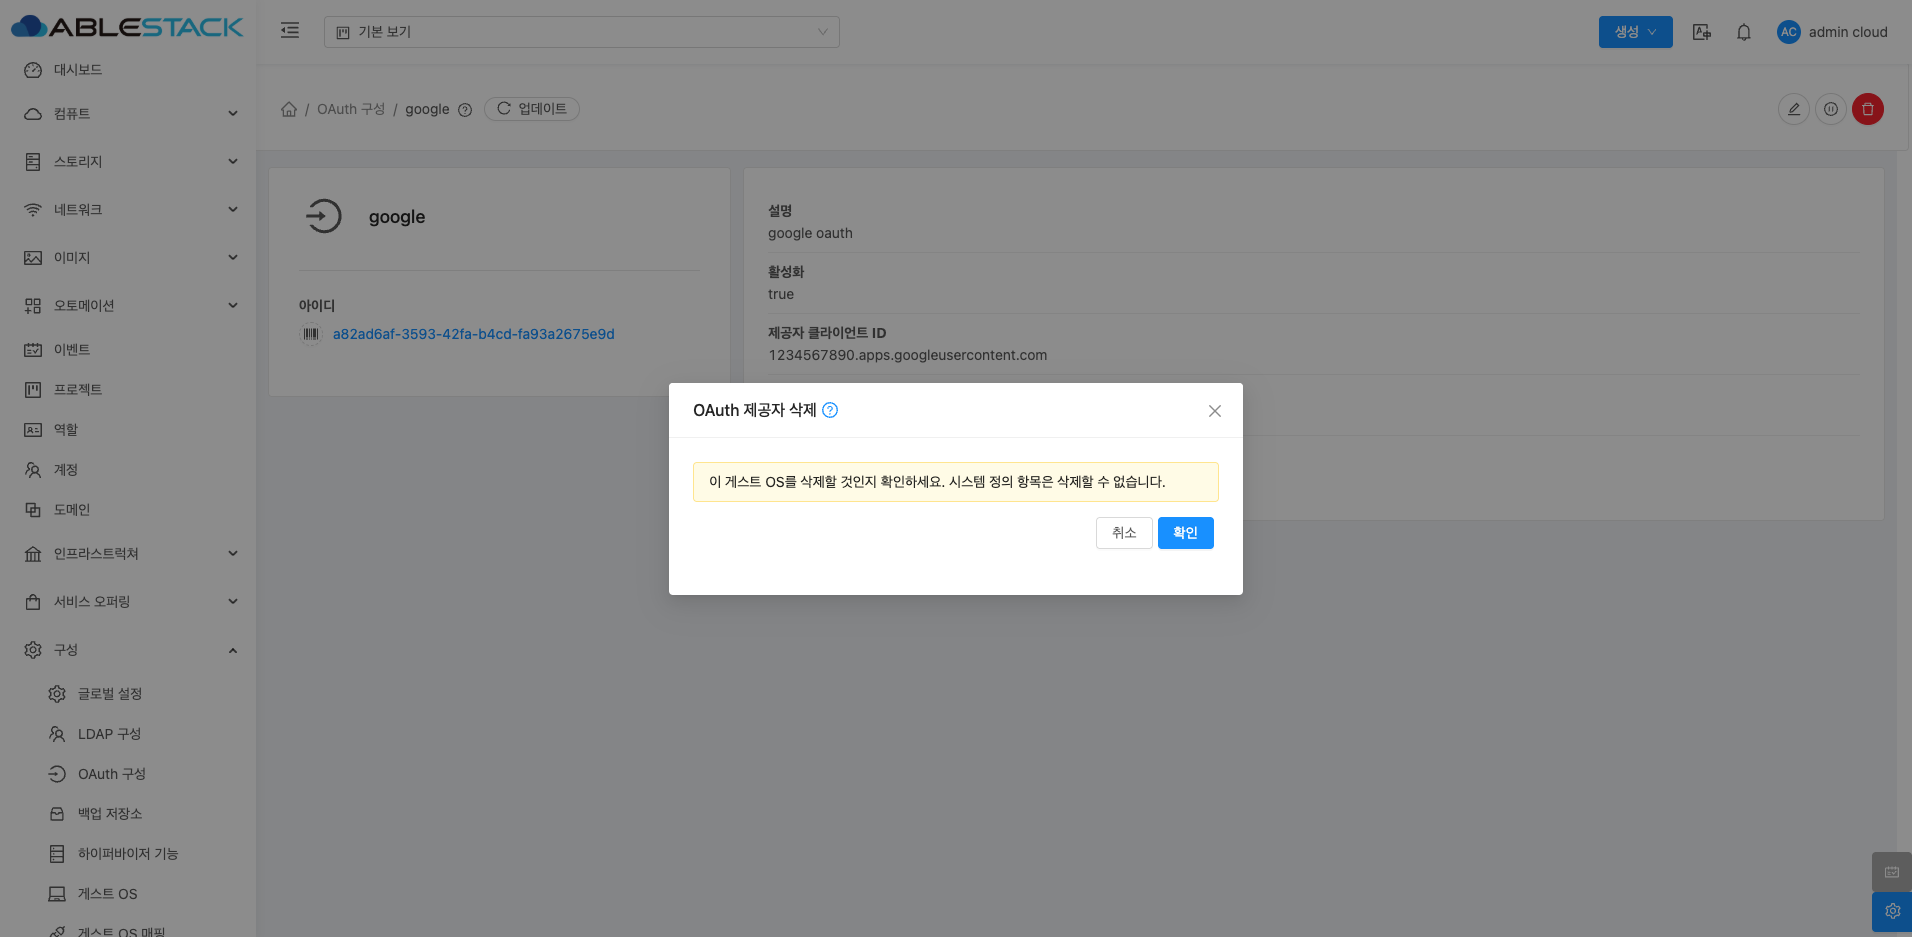 ABLESTACK
기본 보기
생성
AC
admin cloud
대시보드
컴퓨트
스토리지
네트워크
이미지
오토메이션
이벤트
프로젝트
역할
계정
도메인
인프라스트럭쳐
서비스 오퍼링
구성
글로벌 설정
LDAP 구성
OAuth 구성
백업 저장소
하이퍼바이저 기능
게스트 OS
게스트 OS 매핑
/ OAuth 구성 / google
업데이트
google
아이디
a82ad6af-3593-42fa-b4cd-fa93a2675e9d
설명
google oauth
활성화
true
제공자 클라이언트 ID
1234567890.apps.googleusercontent.com
OAuth 제공자 삭제
이 게스트 OS를 삭제할 것인지 확인하세요. 시스템 정의 항목은 삭제할 수 없습니다.
취소
확인